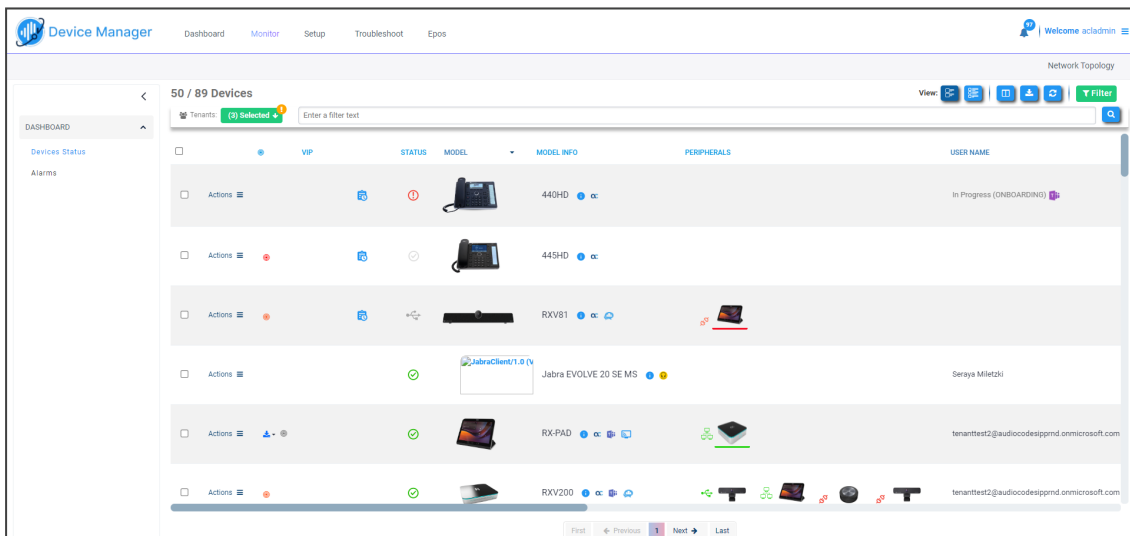 Device Manager
Dashboard Monitor Setup Troubleshoot Epos
97
Welcome acladmin
Network Topology
50 / 89 Devices
View:
Filter
Tenants: (3) Selected
1
Enter a filter text
DASHBOARD
Devices Status
Alarms
VIP STATUS MODEL MODEL INFO PERIPHERALS USER NAME
Actions 440HD In Progress (ONBOARDING)
Actions 445HD
Actions RXV81
JabraClient/1.0 (V
Actions Jabra EVOLVE 20 SE MS Seraya Miletzki
Actions RX-PAD tenanttest2@audiocodesipprnd.onmicrosoft.com
Actions RXV200 tenanttest2@audiocodesipprnd.onmicrosoft.com
First Previous 1 Next Last